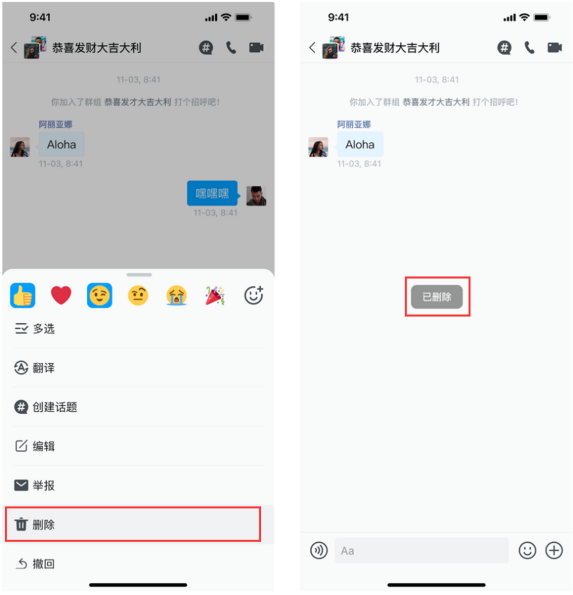 9:41
恭喜发财大吉大利
11-03, 8:41
你加入了群组 恭喜发才大吉大利 打个招呼吧!
阿丽亚娜
Aloha
11-03, 8:41
嘿嘿嘿
11-03, 8:41
多选
翻译
创建话题
编辑
举报
删除
撤回
9:41
恭喜发财大吉大利
11-03, 8:41
你加入了群组 恭喜发才大吉大利 打个招呼吧!
阿丽亚娜
Aloha
11-03, 8:41
已删除
Aa